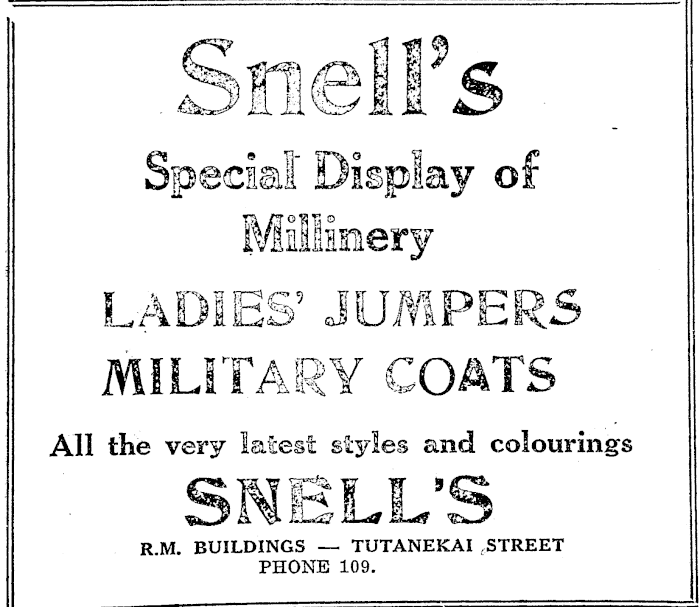 Snell's
Special Display of
Millinery
LADIES' JUMPERS
MILITARY COATS
All the very latest styles and colourings
SNELL'S
R.M. BUILDINGS — TUTANEKAI STREET
PHONE 109.